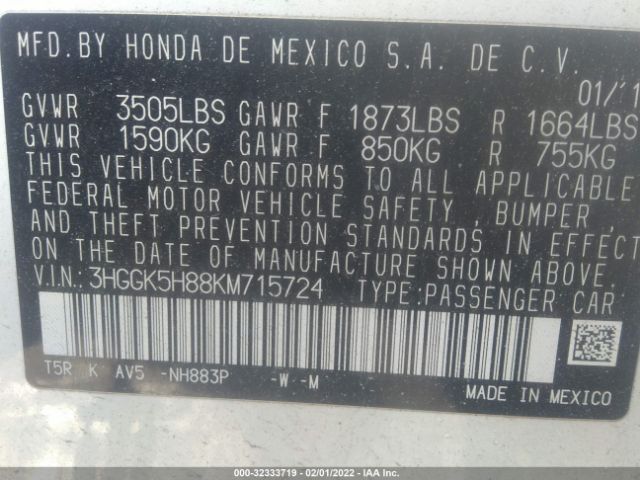 MFD.BY HONDA DE MEXICO S.A. DE C.V.
01/'1
GVWR 3505LBS GAWR F 1873LBS R 1664LBS
GVWR 1590KG GAWR F 850KG R 755KG
THIS VEHICLE CONFORMS TO ALL APPLICABLE
FEDERAL MOTOR VEHICLE SAFETY , BUMPER ,
AND THEFT PREVENTION STANDARDS IN EFFECT
ON THE DATE OF MANUFACTURE SHOWN ABOVE.
V.I.N.: 3HGGK5H88KM715724 TYPE:PASSENGER CAR
T5R K AV5 -NH883P -W -M
MADE IN MEXICO
000-32333719 - 02/01/2022 - IAA Inc.